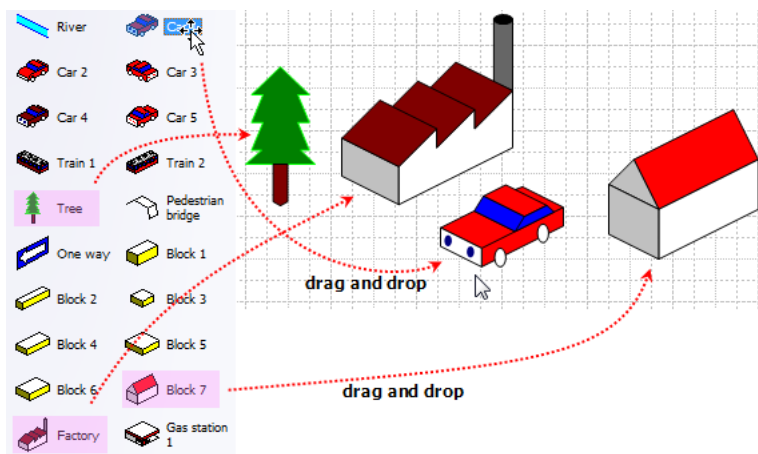 River
Car 2
Car 3
Car 4
Car 5
Train 1
Train 2
Tree
Pedestrian
bridge
One way
Block 1
Block 2
Block 3
Block 4
Block 5
Block 6
Block 7
Factory
Gas station
1
drag and drop
drag and drop